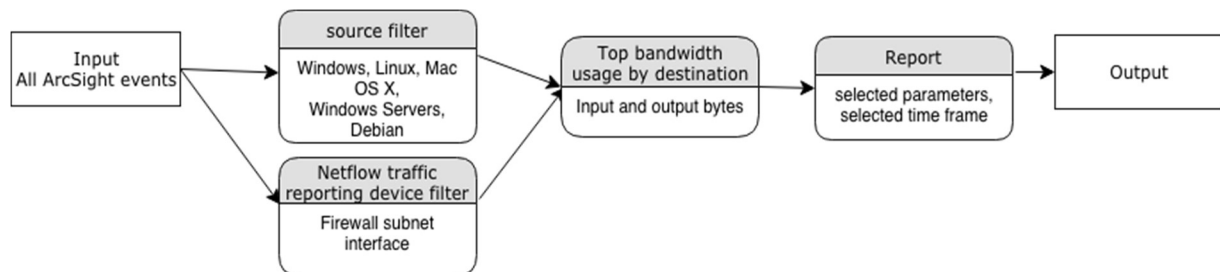 Input
All ArcSight events
source filter
Windows, Linux, Mac
OS X,
Windows Servers,
Debian
Netflow traffic
reporting device filter
Firewall subnet
interface
Top bandwidth
usage by destination
Input and output bytes
Report
selected parameters,
selected time frame
Output